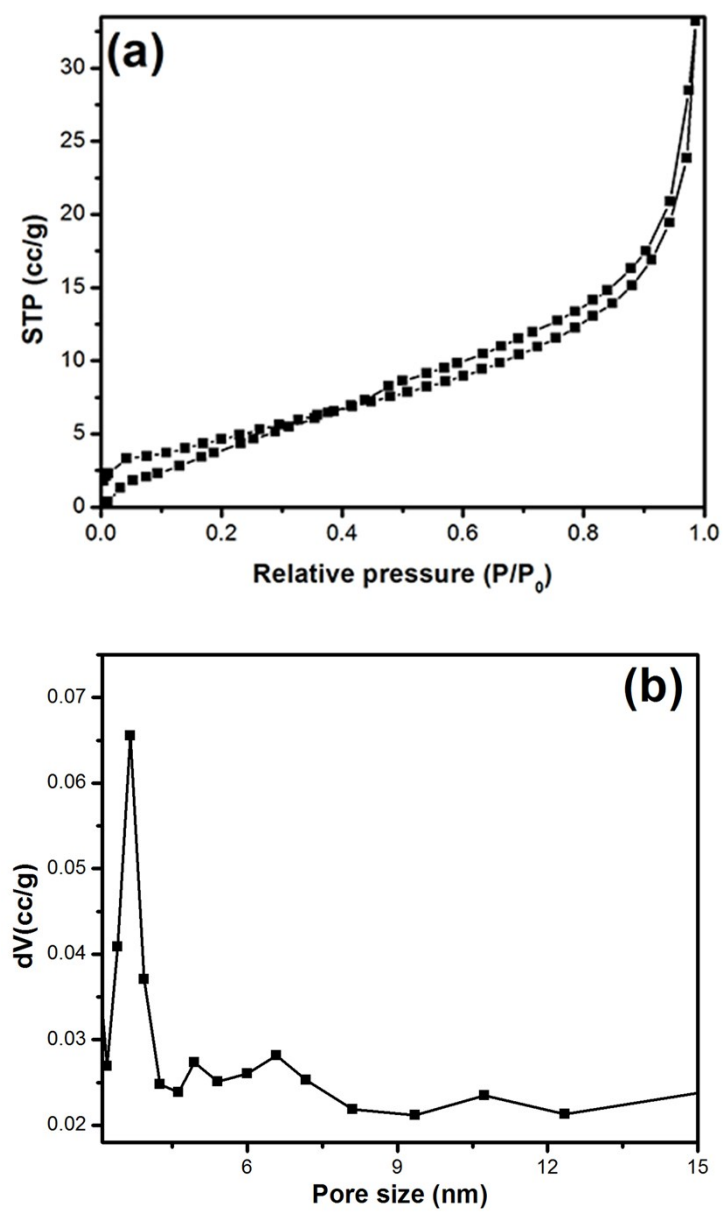 (a)
30
25
20
15
10
5
0
STP (cc/g)
0.0 0.2 0.4 0.6 0.8 1.0
Relative pressure (P/P₀)
(b)
0.07
0.06
0.05
0.04
0.03
0.02
dV(cc/g)
6 9 12 15
Pore size (nm)